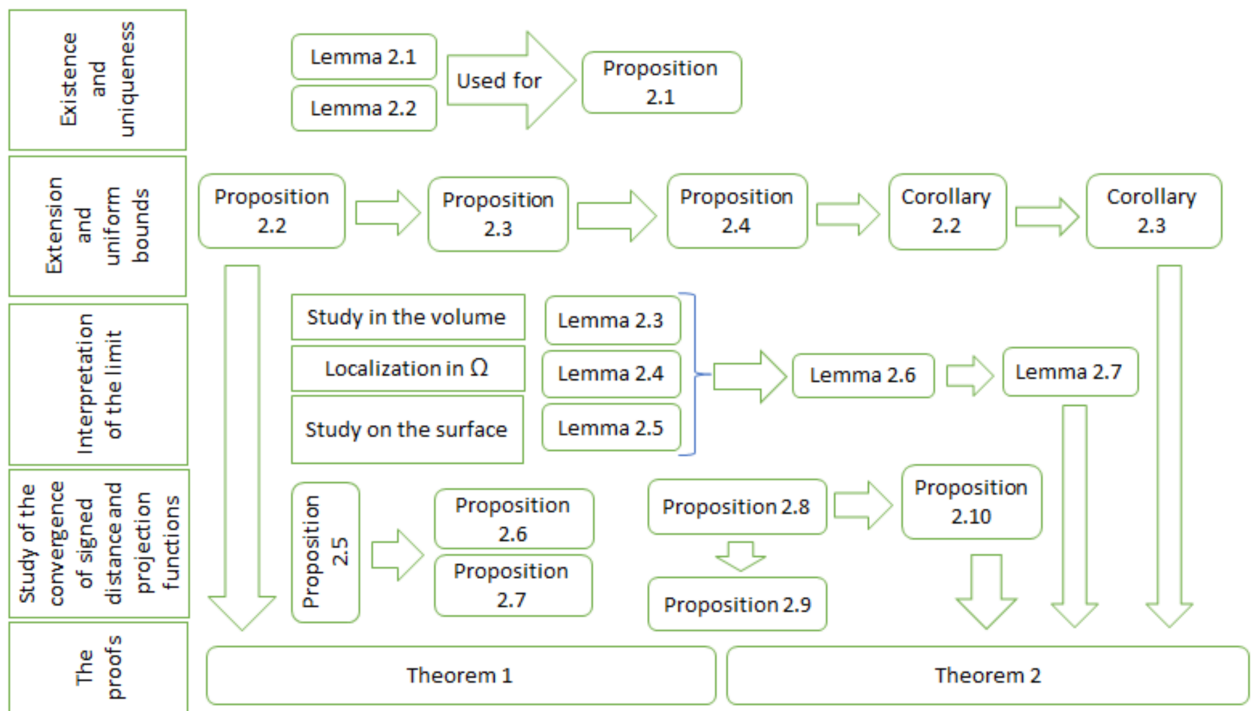 Existence
and
uniqueness
Lemma 2.1
Lemma 2.2
Used for
Proposition
2.1
Extension
and
uniform
bounds
Proposition
2.2
Proposition
2.3
Proposition
2.4
Corollary
2.2
Corollary
2.3
Interpretation
of the limit
Study in the volume
Localization in Ω
Study on the surface
Lemma 2.3
Lemma 2.4
Lemma 2.5
Lemma 2.6
Lemma 2.7
Study of the
convergence
of signed
distance and
projection
functions
Proposition
2.5
Proposition
2.6
Proposition
2.7
Proposition 2.8
Proposition 2.9
Proposition
2.10
The
proofs
Theorem 1
Theorem 2